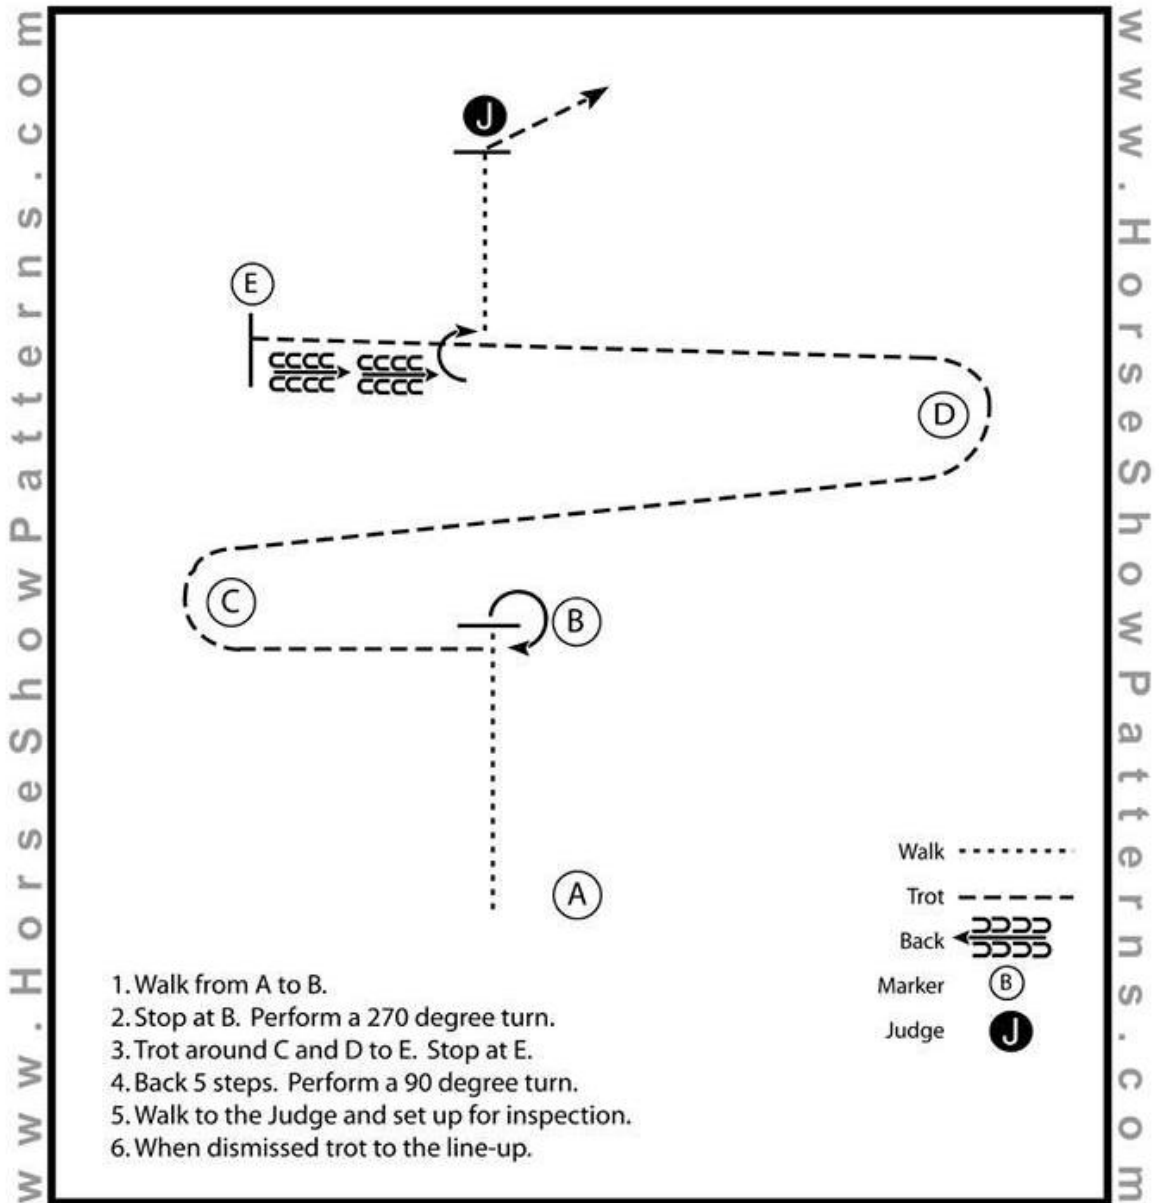 www.HorseShowPatterns.com
www.HorseShowPatterns.com
J
E
D
C
B
A
Walk
Trot
Back
Marker B
Judge J
1. Walk from A to B.
2. Stop at B. Perform a 270 degree turn.
3. Trot around C and D to E. Stop at E.
4. Back 5 steps. Perform a 90 degree turn.
5. Walk to the Judge and set up for inspection.
6. When dismissed trot to the line-up.